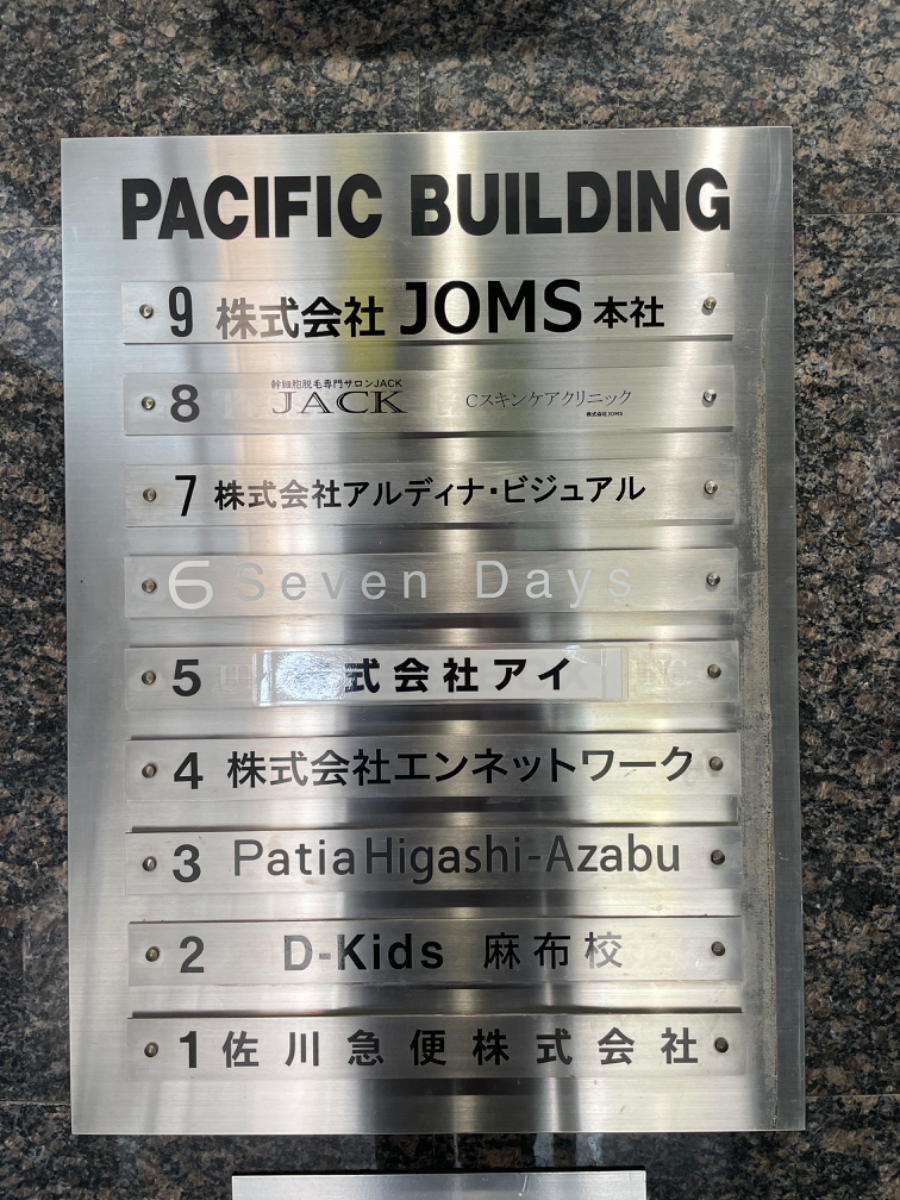 PACIFIC BUILDING
9 株式会社 JOMS 本社
幹細胞脱毛専門サロンJACK
8 JACK Cスキンケアクリニック
株式会社JOMS
7 株式会社アルディナ・ビジュアル
6 Seven Days
5 式会社アイ
4 株式会社エンネットワーク
3 Patia Higashi-Azabu
2 D-Kids 麻布校
1 佐川急便株式会社